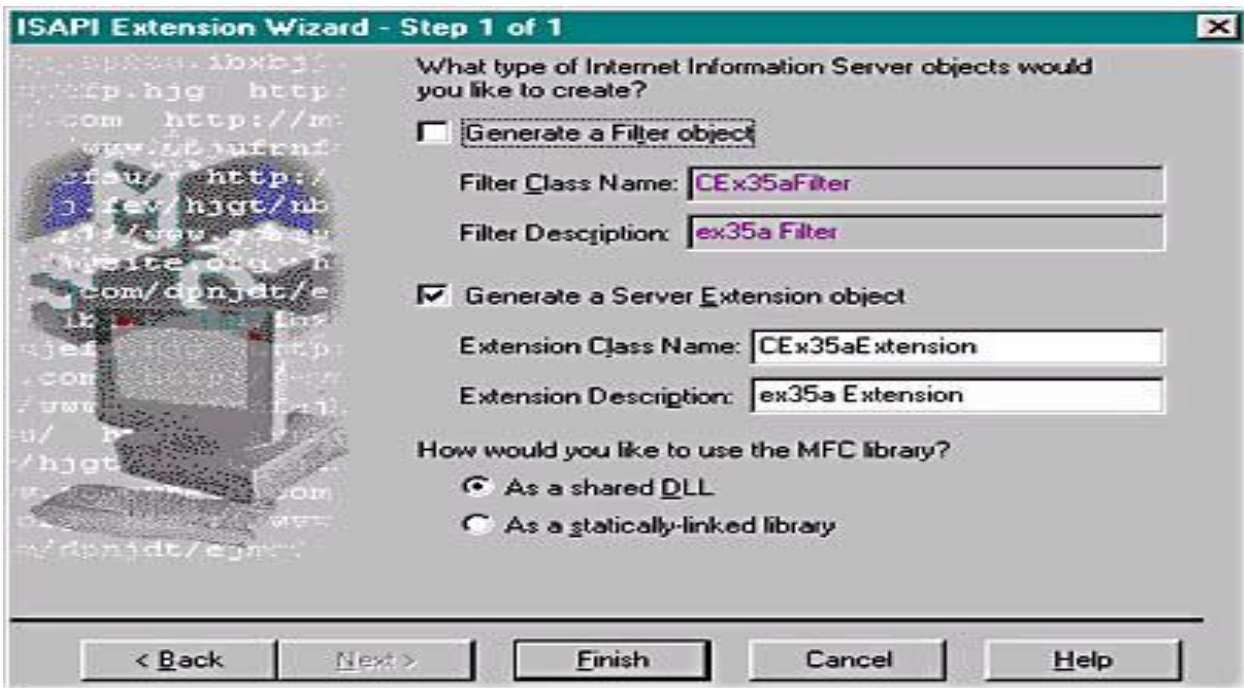 ISAPI Extension Wizard - Step 1 of 1
What type of Internet Information Server objects would
you like to create?
Generate a Filter object
Filter Class Name: CEx35aFilter
Filter Description: ex35a Filter
Generate a Server Extension object
Extension Class Name: CEx35aExtension
Extension Description: ex35a Extension
How would you like to use the MFC library?
As a shared DLL
As a statically-linked library
< Back
Next >
Finish
Cancel
Help